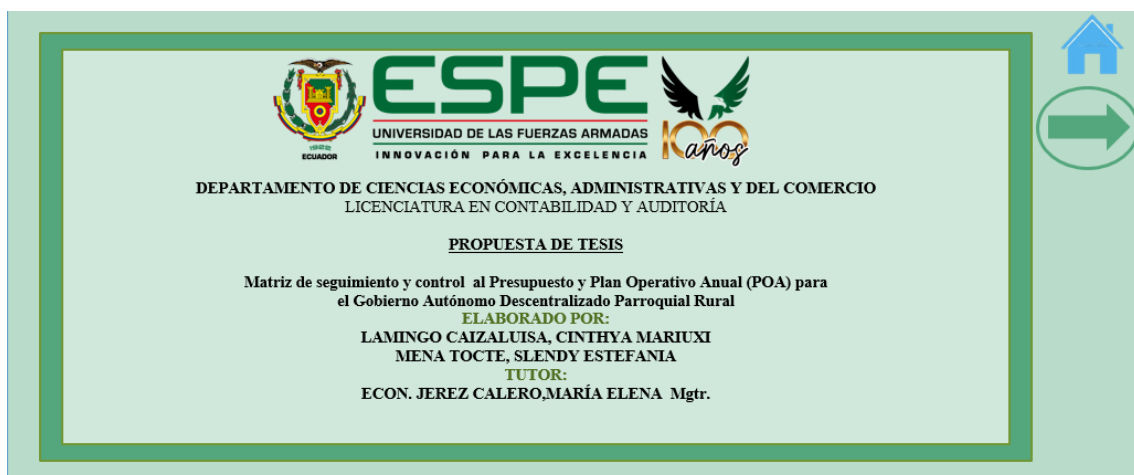 ESPE
UNIVERSIDAD DE LAS FUERZAS ARMADAS
INNOVACIÓN PARA LA EXCELENCIA
1922
ECUADOR
100
años
DEPARTAMENTO DE CIENCIAS ECONÓMICAS, ADMINISTRATIVAS Y DEL COMERCIO
LICENCIATURA EN CONTABILIDAD Y AUDITORÍA
PROPUESTA DE TESIS
Matriz de seguimiento y control al Presupuesto y Plan Operativo Anual (POA) para
el Gobierno Autónomo Descentralizado Parroquial Rural
ELABORADO POR:
LAMINGO CAIZALUISA, CINTHYA MARIUXI
MENA TOCTE, SLENDY ESTEFANIA
TUTOR:
ECON. JEREZ CALERO,MARÍA ELENA Mgtr.